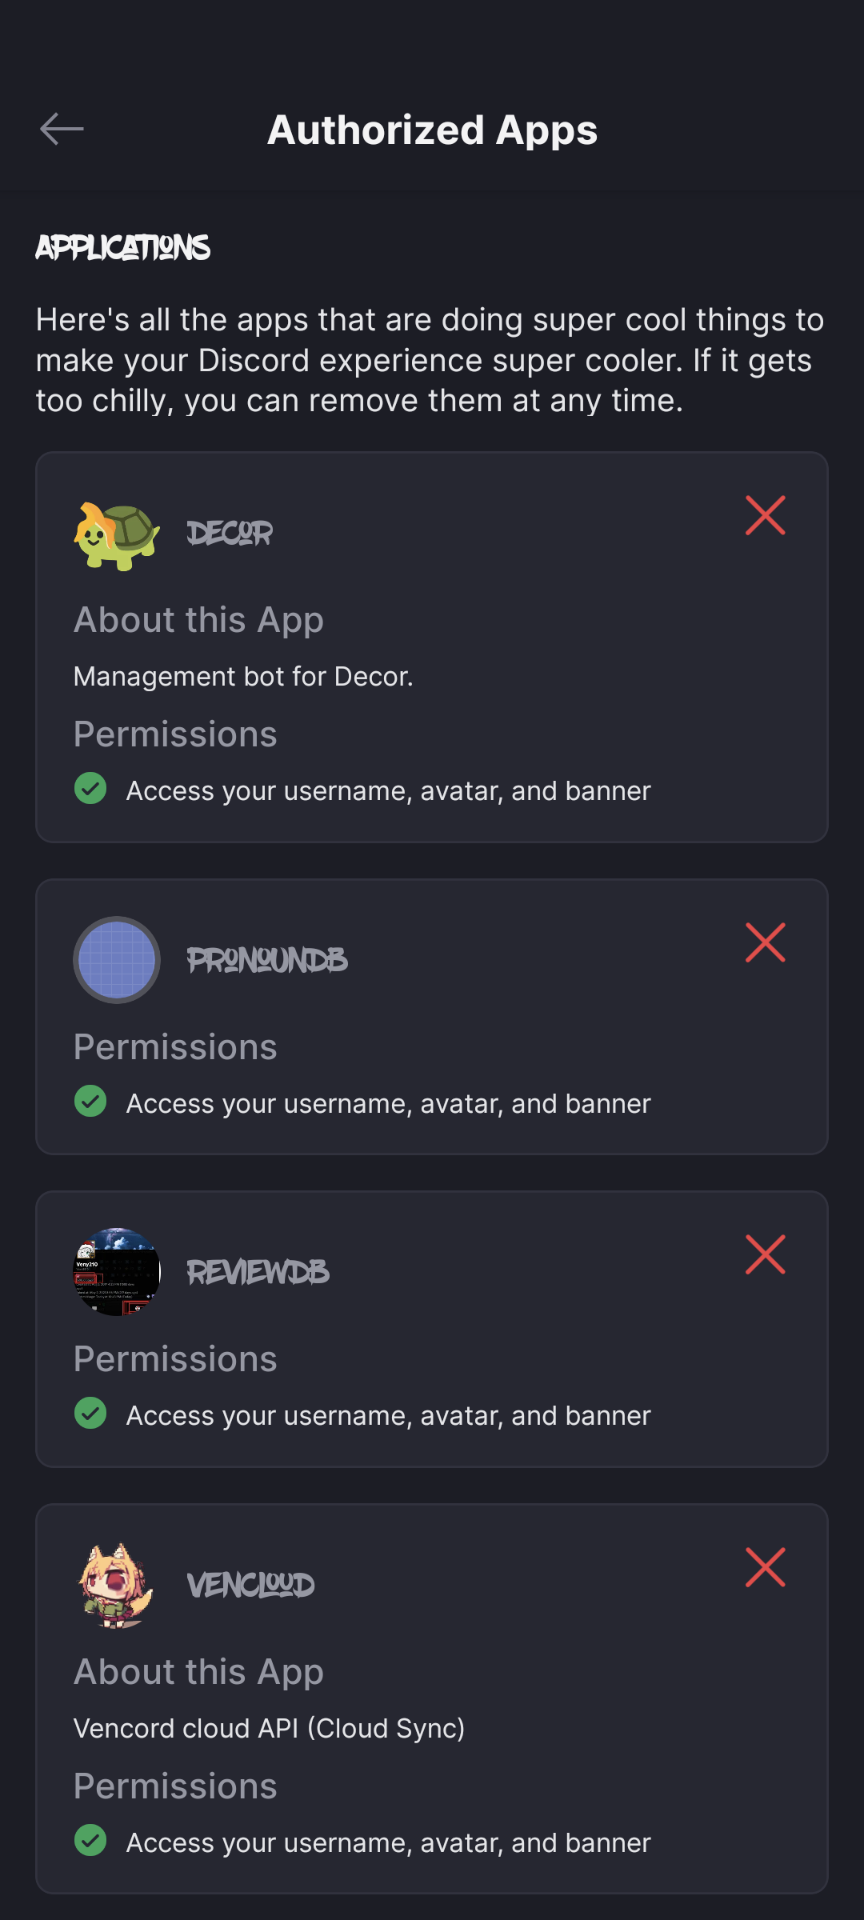 Authorized Apps
APPLICATIONS
Here's all the apps that are doing super cool things to
make your Discord experience super cooler. If it gets
too chilly, you can remove them at any time.
DECOR
About this App
Management bot for Decor.
Permissions
Access your username, avatar, and banner
PRONOUNDB
Permissions
Access your username, avatar, and banner
REVIEWDB
Permissions
Access your username, avatar, and banner
VENCLOUD
About this App
Vencord cloud API (Cloud Sync)
Permissions
Access your username, avatar, and banner